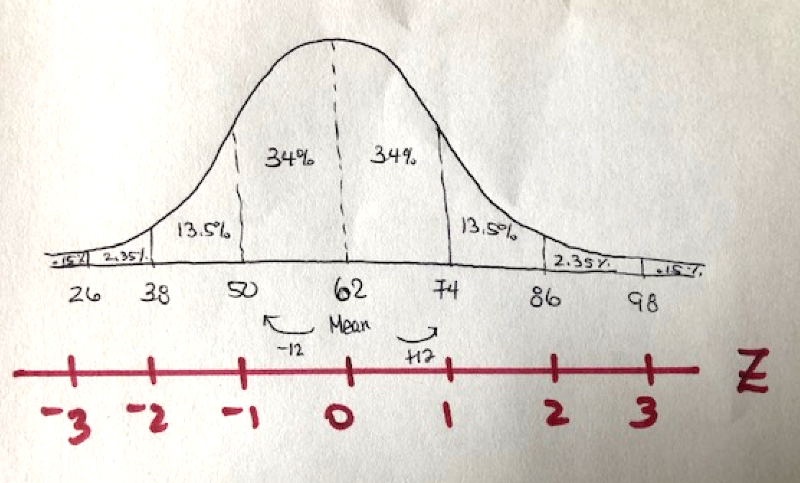 34% 34%
13.5% 13.5%
.15% 2.35% 2.35% .15%
26 38 50 62 74 86 98
Mean
-12 +12
Z
-3 -2 -1 0 1 2 3